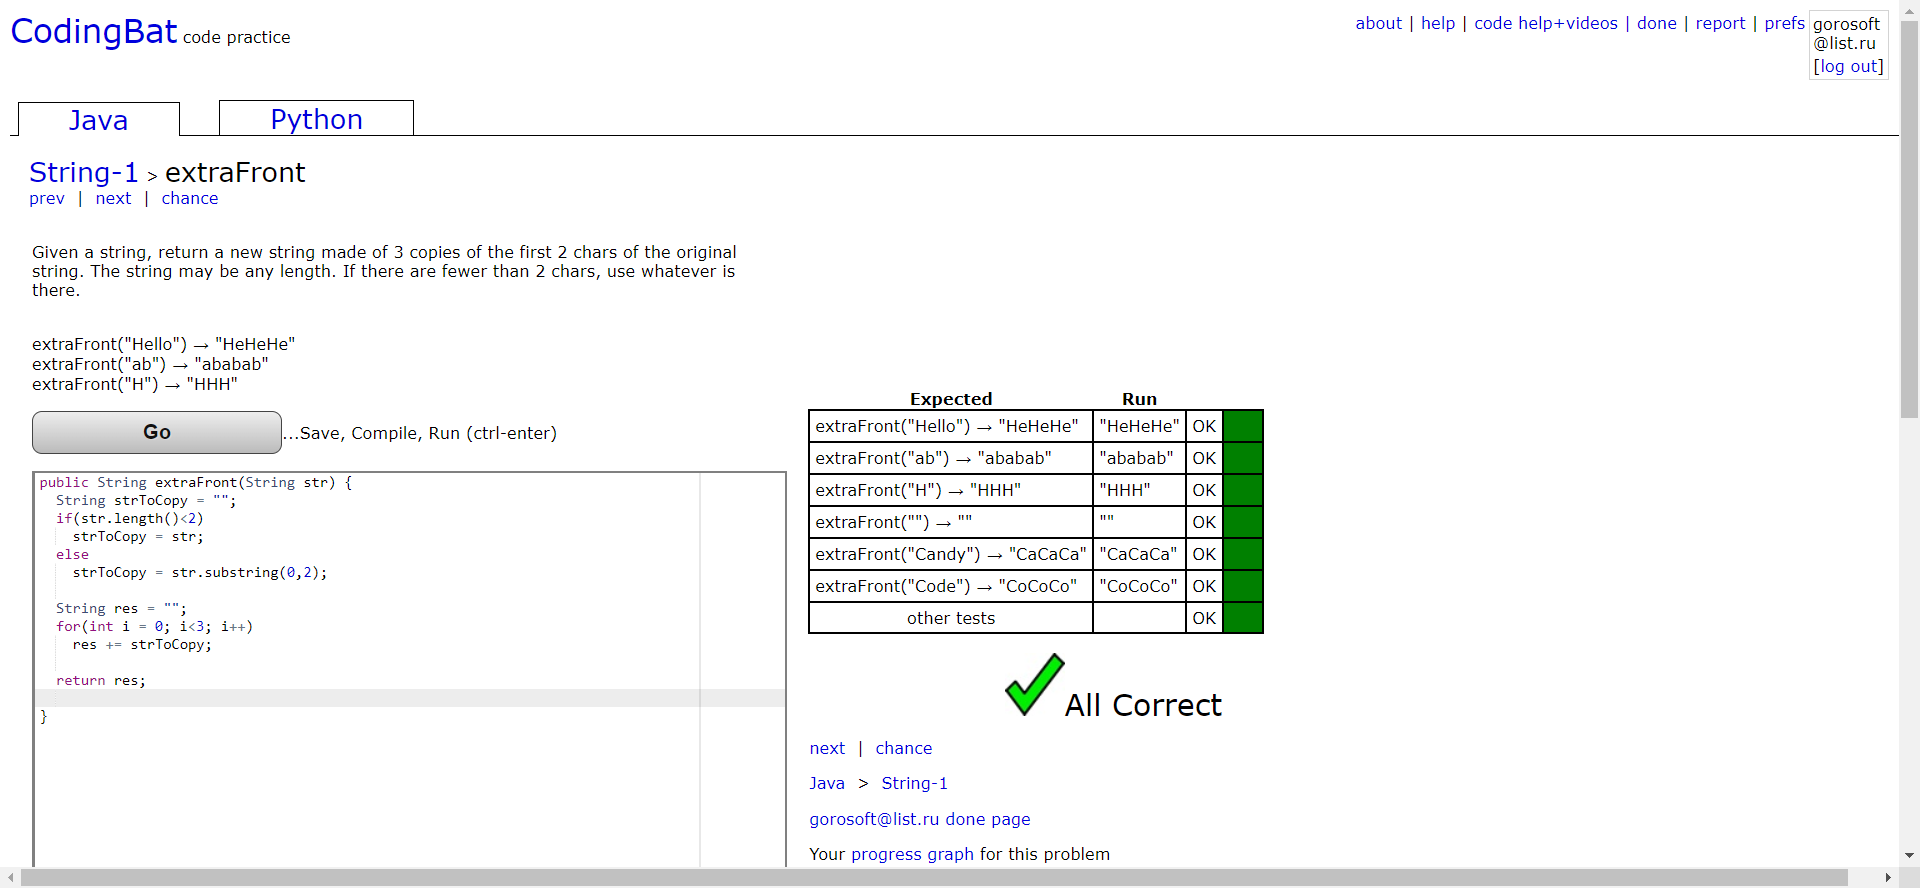 CodingBat code practice
about | help | code help+videos | done | report | prefs
gorosoft
@list.ru
[log out]
Java
Python
String-1 > extraFront
prev | next | chance
Given a string, return a new string made of 3 copies of the first 2 chars of the original
string. The string may be any length. If there are fewer than 2 chars, use whatever is
there.
extraFront("Hello") → "HeHeHe"
extraFront("ab") → "ababab"
extraFront("H") → "HHH"
Go ...Save, Compile, Run (ctrl-enter)
public String extraFront(String str) {
  String strToCopy = "";
  if(str.length()<2)
    strToCopy = str;
  else
    strToCopy = str.substring(0,2);
  String res = "";
  for(int i = 0; i<3; i++)
    res += strToCopy;
  return res;
}
Expected Run
extraFront("Hello") → "HeHeHe" "HeHeHe" OK
extraFront("ab") → "ababab" "ababab" OK
extraFront("H") → "HHH" "HHH" OK
extraFront("") → "" "" OK
extraFront("Candy") → "CaCaCa" "CaCaCa" OK
extraFront("Code") → "CoCoCo" "CoCoCo" OK
other tests OK
All Correct
next | chance
Java > String-1
gorosoft@list.ru done page
Your progress graph for this problem